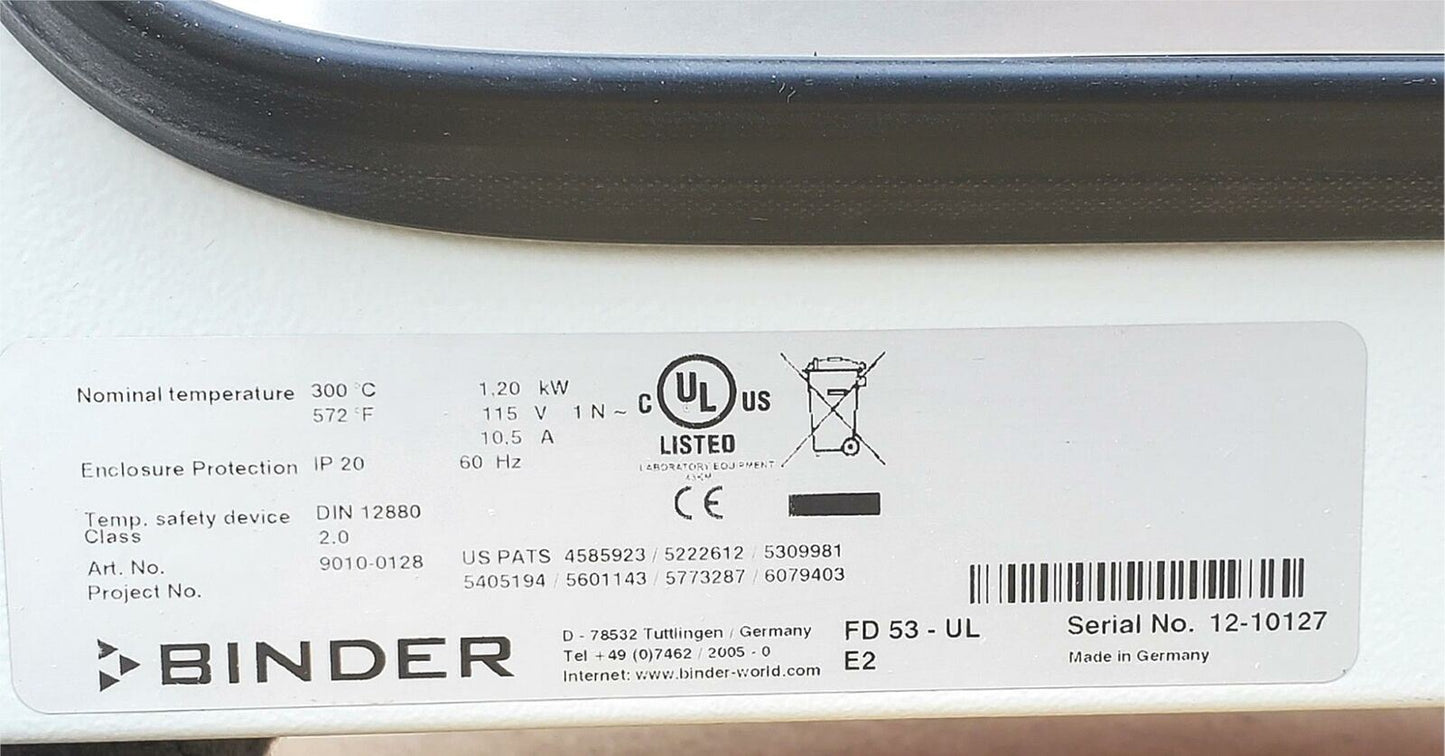 Nominal temperature 300 °C 1,20 kW
572 °F 115 V 1 N ~
10,5 A
Enclosure Protection IP 20 60 Hz
C UL US
LISTED
LABORATORY EQUIPMENT
CE
Temp. safety device DIN 12880
Class 2.0
Art. No. 9010-0128
Project No.
US PATS 4585923 / 5222612 / 5309981
5405194 / 5601143 / 5773287 / 6079403
BINDER
D - 78532 Tuttlingen / Germany
Tel +49 (0)7462 / 2005 - 0
Internet: www.binder-world.com
FD 53 - UL
E2
Serial No. 12-10127
Made in Germany